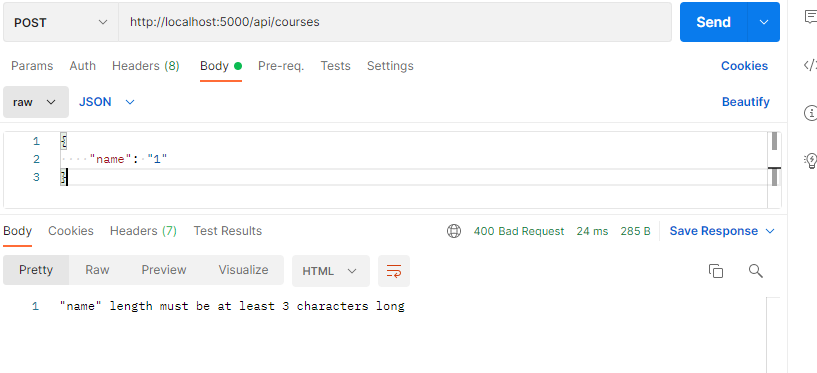 POST http://localhost:5000/api/courses Send
Params Auth Headers (8) Body Pre-req. Tests Settings Cookies
raw JSON Beautify
1 {
2 ····"name":·"1"
3 }
Body Cookies Headers (7) Test Results 400 Bad Request 24 ms 285 B Save Response
Pretty Raw Preview Visualize HTML
1 "name" length must be at least 3 characters long